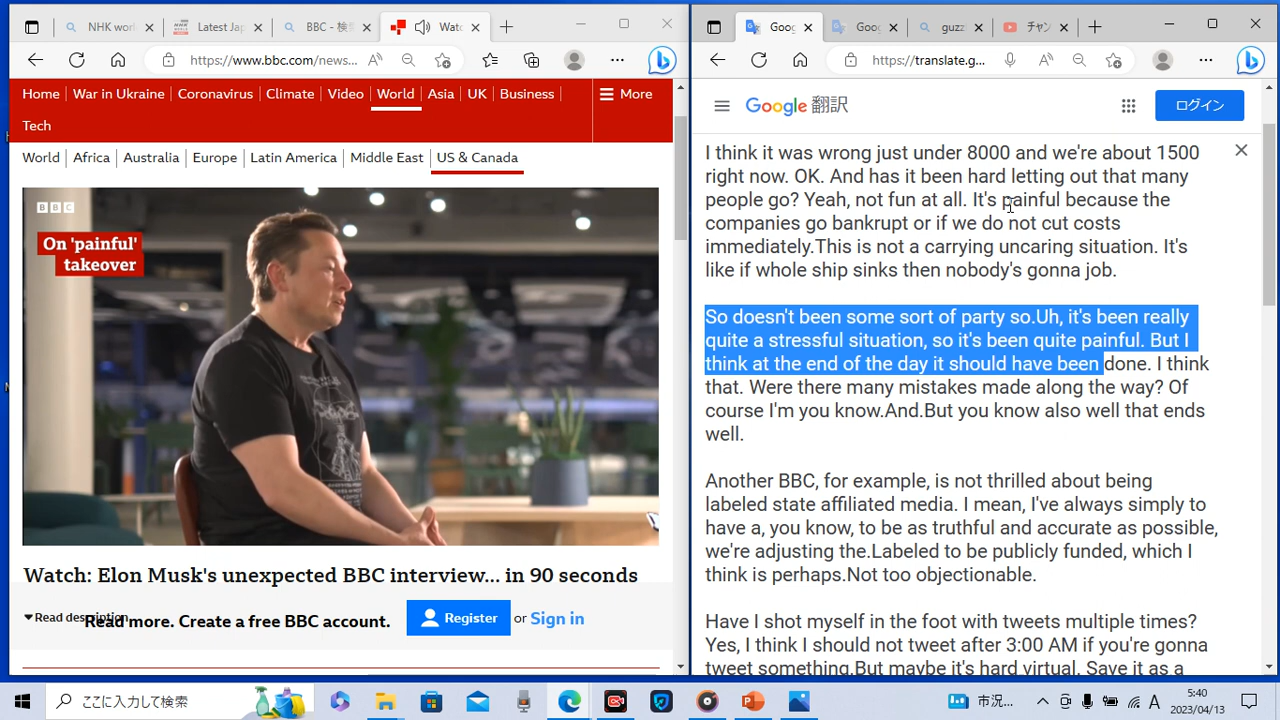 NHK wor
Latest Jap
BBC - 検索
Watc
https://www.bbc.com/news...
Home
War in Ukraine
Coronavirus
Climate
Video
World
Asia
UK
Business
More
Tech
World
Africa
Australia
Europe
Latin America
Middle East
US & Canada
BBC
On 'painful'
takeover
Watch: Elon Musk's unexpected BBC interview... in 90 seconds
Read more. Create a free BBC account.
Register
or Sign in
Goog
Goog
guzz
チャン
https://translate.g...
Google 翻訳
ログイン
I think it was wrong just under 8000 and we're about 1500
right now. OK. And has it been hard letting out that many
people go? Yeah, not fun at all. It's painful because the
companies go bankrupt or if we do not cut costs
immediately.This is not a carrying uncaring situation. It's
like if whole ship sinks then nobody's gonna job.
So doesn't been some sort of party so.Uh, it's been really
quite a stressful situation, so it's been quite painful. But I
think at the end of the day it should have been done. I think
that. Were there many mistakes made along the way? Of
course I'm you know.And.But you know also well that ends
well.
Another BBC, for example, is not thrilled about being
labeled state affiliated media. I mean, I've always simply to
have a, you know, to be as truthful and accurate as possible,
we're adjusting the.Labeled to be publicly funded, which I
think is perhaps.Not too objectionable.
Have I shot myself in the foot with tweets multiple times?
Yes, I think I should not tweet after 3:00 AM if you're gonna
tweet something.But maybe it's hard virtual. Save it as a
ここに入力して検索
市況...
A
5:40
2023/04/13